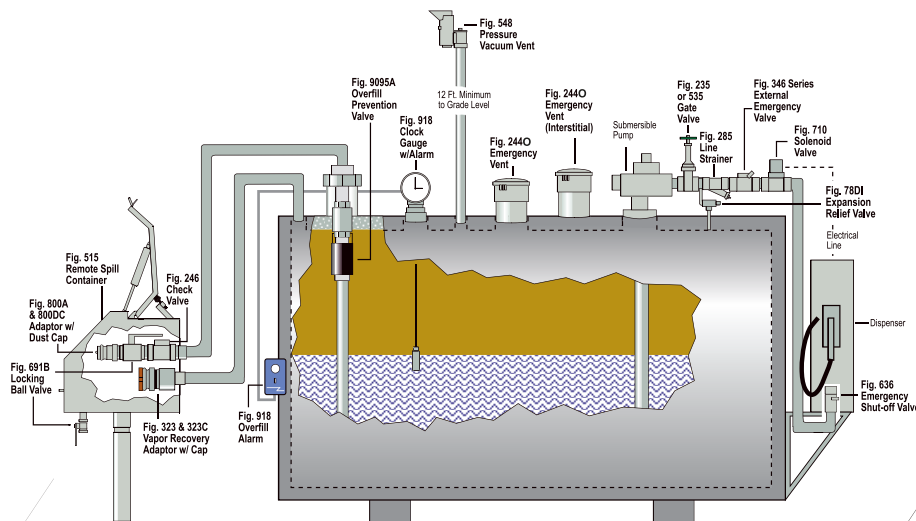 Fig. 548
Pressure
Vacuum Vent
Fig. 9095A
Overfill
Prevention
Valve
Fig. 918
Clock
Gauge
w/Alarm
12 Ft. Minimum
to Grade Level
Fig. 244O
Emergency
Vent
Fig. 244O
Emergency
Vent
(Interstitial)
Submersible
Pump
Fig. 235
or 535
Gate
Valve
Fig. 285
Line
Strainer
Fig. 346 Series
External
Emergency
Valve
Fig. 710
Solenoid
Valve
Fig. 78DI
Expansion
Relief Valve
Electrical
Line
Dispenser
Fig. 636
Emergency
Shut-off Valve
Fig. 515
Remote Spill
Container
Fig. 246
Check
Valve
Fig. 800A
& 800DC
Adaptor w/
Dust Cap
Fig. 691B
Locking
Ball Valve
Fig. 323 & 323C
Vapor Recovery
Adaptor w/ Cap
Fig. 918
Overfill
Alarm